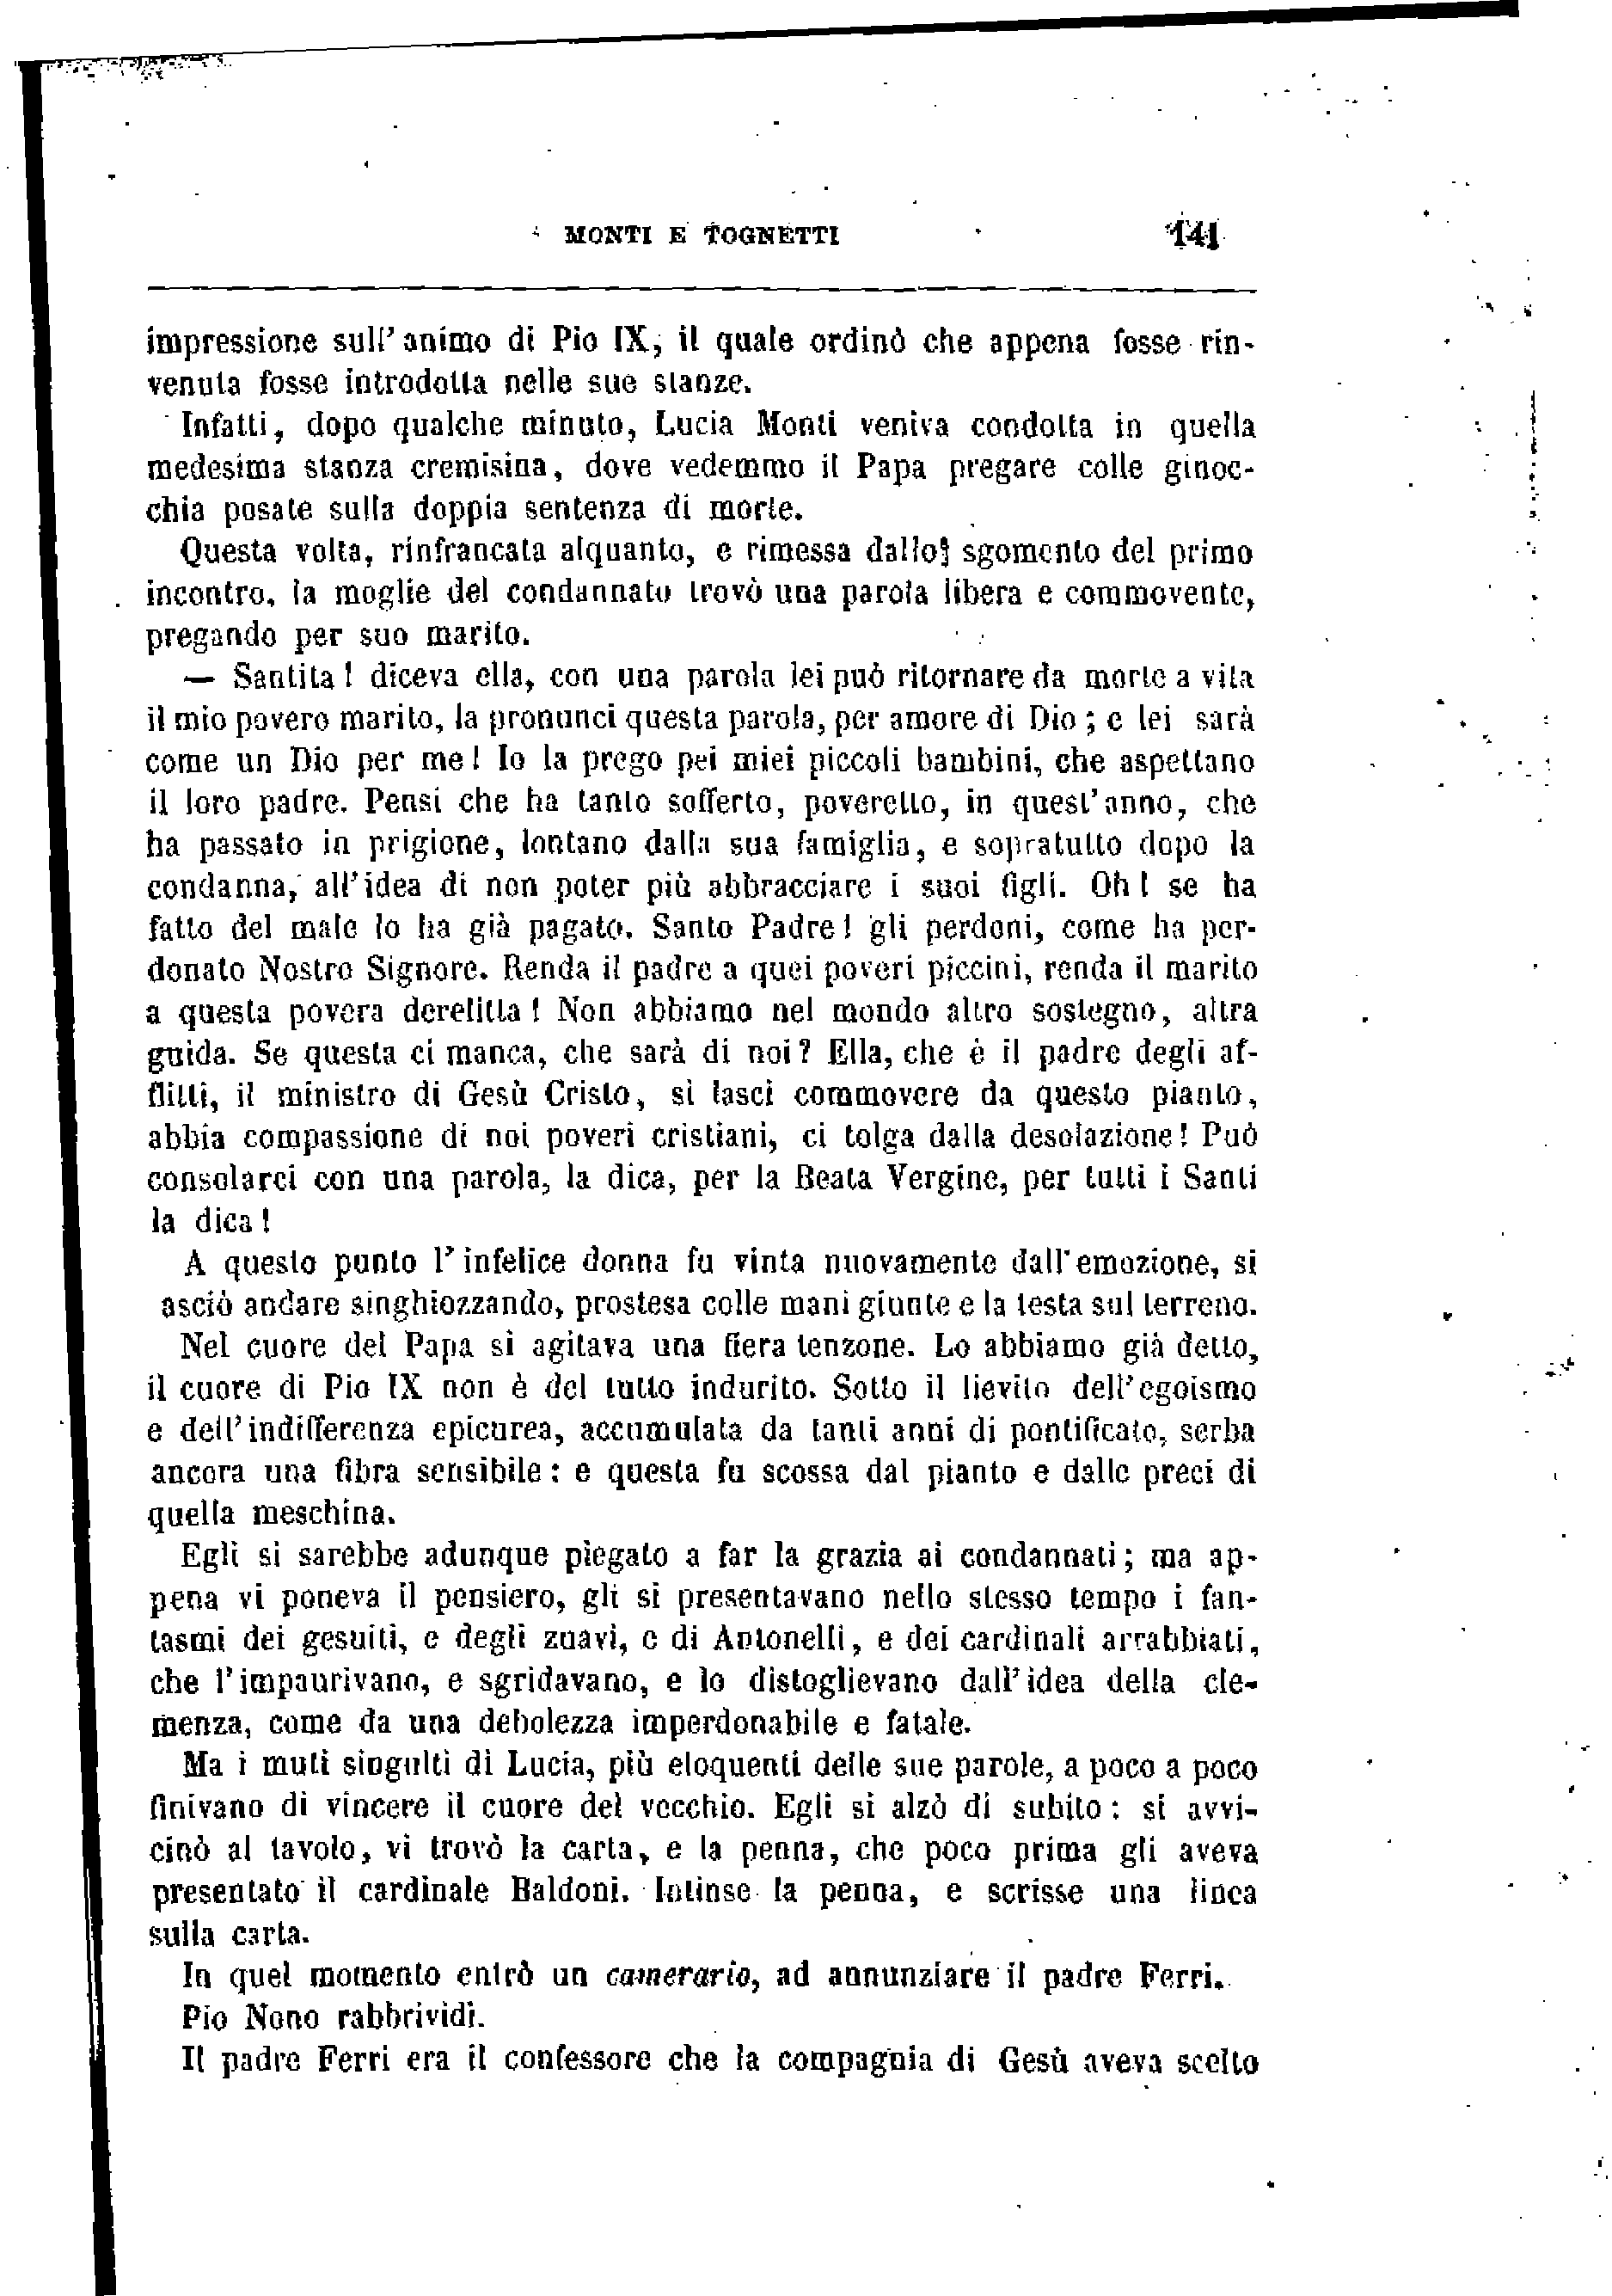 MONTI E TOGNETTI 141
impressione sull'animo di Pio IX, il quale ordinò che appena fosse rin-
venuta fosse introdotta nelle sue stanze.
Infatti, dopo qualche minuto, Lucia Monti veniva condotta in quella
medesima stanza cremisina, dove vedemmo il Papa pregare colle ginoc-
chia posate sulla doppia sentenza di morte.
Questa volta, rinfrancata alquanto, e rimessa dallo sgomento del primo
incontro, la moglie del condannato trovò una parola libera e commovente,
pregando per suo marito.
— Santita! diceva ella, con una parola lei può ritornare da morte a vita
il mio povero marito, la pronunci questa parola, per amore di Dio; e lei sarà
come un Dio per me! Io la prego pei miei piccoli bambini, che aspettano
il loro padre. Pensi che ha tanto sofferto, poveretto, in quest'anno, che
ha passato in prigione, lontano dalla sua famiglia, e sopratutto dopo la
condanna, all'idea di non poter più abbracciare i suoi figli. Oh! se ha
fatto del male lo ha già pagato. Santo Padre! gli perdoni, come ha per-
donato Nostro Signore. Renda il padre a quei poveri piccini, renda il marito
a questa povera derelitta! Non abbiamo nel mondo altro sostegno, altra
guida. Se questa ci manca, che sarà di noi? Ella, che è il padre degli af-
flitti, il ministro di Gesù Cristo, si lasci commovere da questo pianto,
abbia compassione di noi poveri cristiani, ci tolga dalla desolazione! Può
consolarci con una parola, la dica, per la Beata Vergine, per tutti i Santi
la dica!
A questo punto l'infelice donna fu vinta nuovamente dall'emozione, si
asciò andare singhiozzando, prostesa colle mani giunte e la testa sul terreno.
Nel cuore del Papa si agitava una fiera tenzone. Lo abbiamo già detto,
il cuore di Pio IX non è del tutto indurito. Sotto il lievito dell'egoismo
e dell'indifferenza epicurea, accumulata da tanti anni di pontificato, serba
ancora una fibra sensibile: e questa fu scossa dal pianto e dalle preci di
quella meschina.
Egli si sarebbe adunque piegato a far la grazia ai condannati; ma ap-
pena vi poneva il pensiero, gli si presentavano nello stesso tempo i fan-
tasmi dei gesuiti, e degli zuavi, e di Antonelli, e dei cardinali arrabbiati,
che l'impaurivano, e sgridavano, e lo distoglievano dall'idea della cle-
menza, come da una debolezza imperdonabile e fatale.
Ma i muti singulti di Lucia, più eloquenti delle sue parole, a poco a poco
finivano di vincere il cuore del vecchio. Egli si alzò di subito: si avvi-
cinò al tavolo, vi trovò la carta, e la penna, che poco prima gli aveva
presentato il cardinale Baldoni. Intinse la penna, e scrisse una linea
sulla carta.
In quel momento entrò un camerario, ad annunziare il padre Ferri.
Pio Nono rabbrividì.
Il padre Ferri era il confessore che la compagnia di Gesù aveva scelto